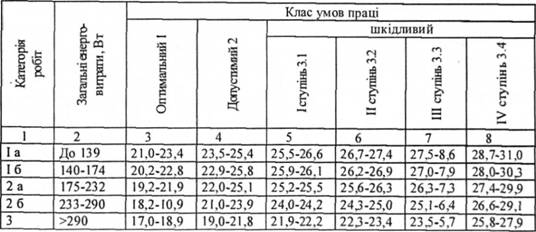 Категорія робіт
Загальні енерго-витрати, Вт
Клас умов праці
шкідливий
Оптимальний 1
Допустимий 2
I ступінь 3.1
II ступінь 3.2
III ступінь 3.3
IV ступінь 3.4
1 2 3 4 5 6 7 8
I а До 139 21,0-23,4 23,5-25,4 25,5-26,6 26,7-27,4 27,5-8,6 28,7-31,0
I б 140-174 20,2-22,8 22,9-25,8 25,9-26,1 26,2-26,9 27,0-7,9 28,0-30,3
2 а 175-232 19,2-21,9 22,0-25,1 25,2-25,5 25,6-26,3 26,3-7,3 27,4-29,9
2 б 233-290 18,2-10,9 21,0-23,9 24,0-24,2 24,3-25,0 25,1-6,4 26,6-29,1
3 >290 17,0-18,9 19,0-21,8 21,9-22,2 22,3-23,4 23,5-5,7 25,8-27,9